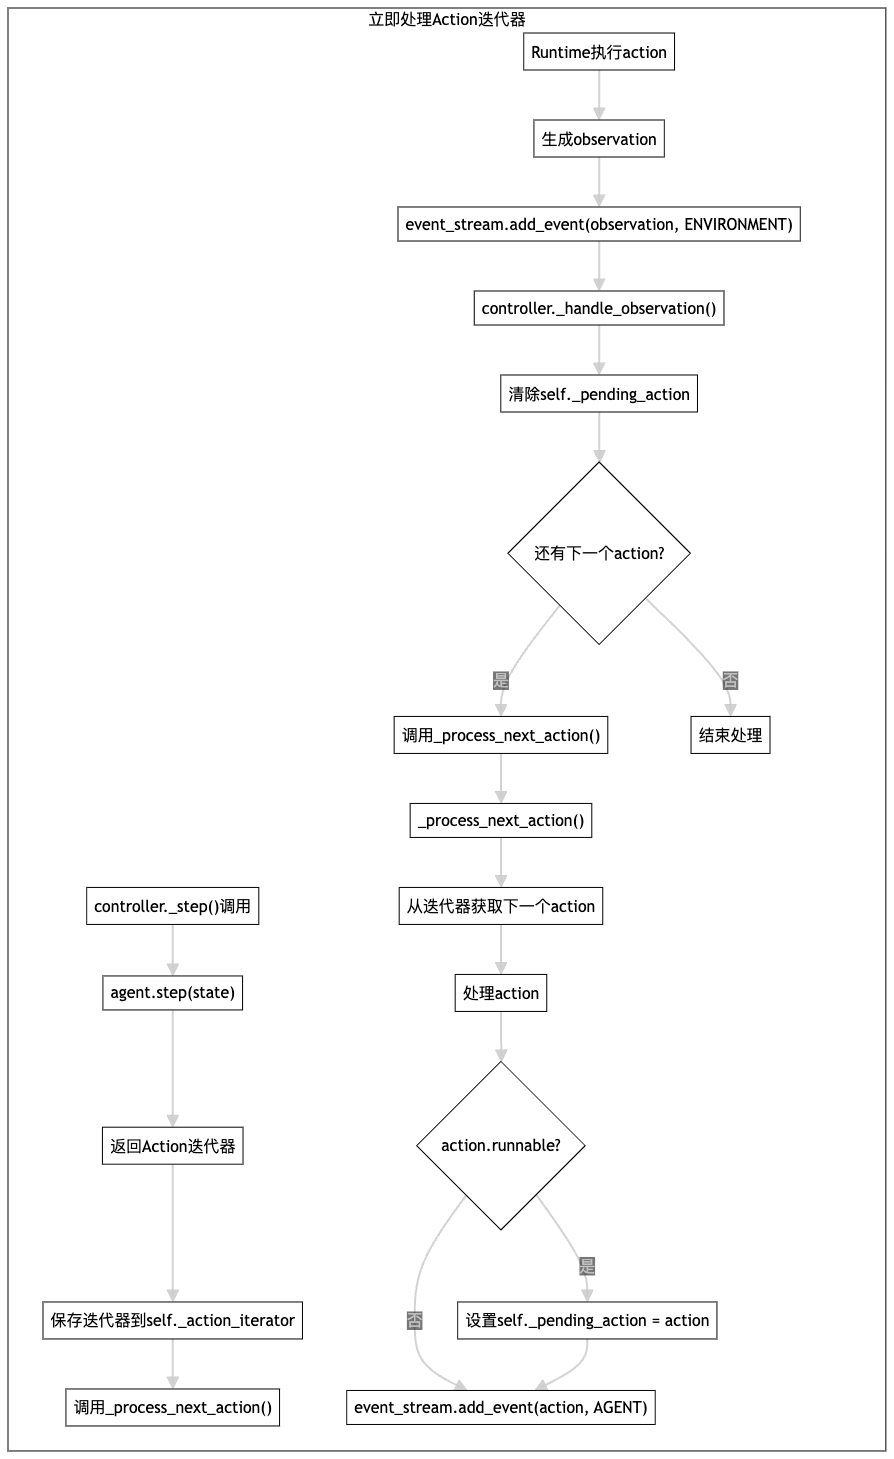 立即处理Action迭代器
Runtime执行action
生成observation
event_stream.add_event(observation, ENVIRONMENT)
controller._handle_observation()
清除self._pending_action
还有下一个action?
是
否
调用_process_next_action()
结束处理
_process_next_action()
controller._step()调用
从迭代器获取下一个action
agent.step(state)
处理action
返回Action迭代器
action.runnable?
是
否
保存迭代器到self._action_iterator
设置self._pending_action = action
调用_process_next_action()
event_stream.add_event(action, AGENT)